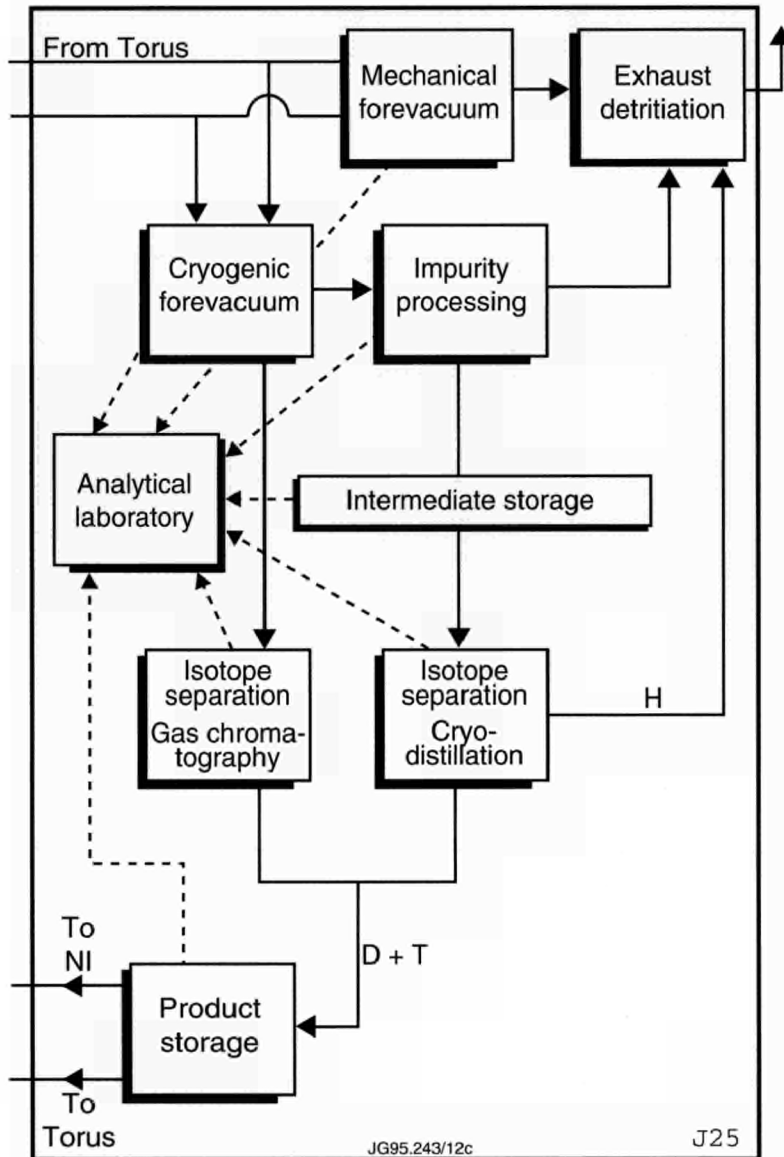 From Torus
Mechanical
forevacuum
Exhaust
detritiation
Cryogenic
forevacuum
Impurity
processing
Analytical
laboratory
Intermediate storage
Isotope
separation
Gas chroma-
tography
Isotope
separation
Cryo-
distillation
H
D + T
To
NI
Product
storage
To
Torus
JG95.243/12c
J25